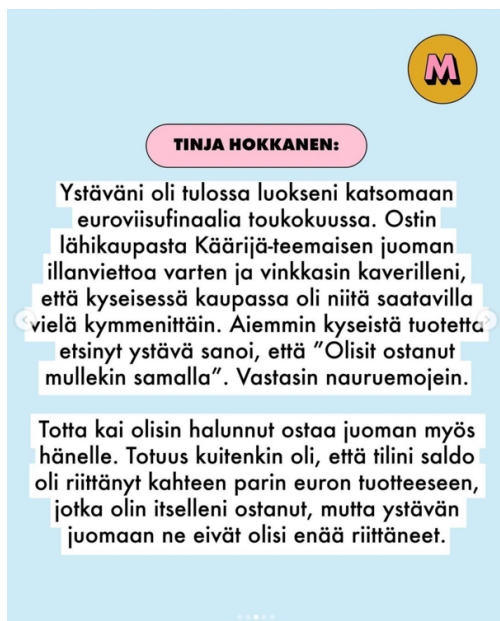 M
TINJA HOKKANEN:
Ystäväni oli tulossa luokseni katsomaan
euroviisufinaalia toukokuussa. Ostin
lähikaupasta Käärijä-teemaisen juoman
illanviettoa varten ja vinkkasin kaverilleni,
että kyseisessä kaupassa oli niitä saatavilla
vielä kymmenittäin. Aiemmin kyseistä tuotetta
etsinyt ystävä sanoi, että ”Olisit ostanut
mullekin samalla”. Vastasin nauruemojein.
Totta kai olisin halunnut ostaa juoman myös
hänelle. Totuus kuitenkin oli, että tilini saldo
oli riittänyt kahteen parin euron tuotteeseen,
jotka olin itselleni ostanut, mutta ystävän
juomaan ne eivät olisi enää riittäneet.